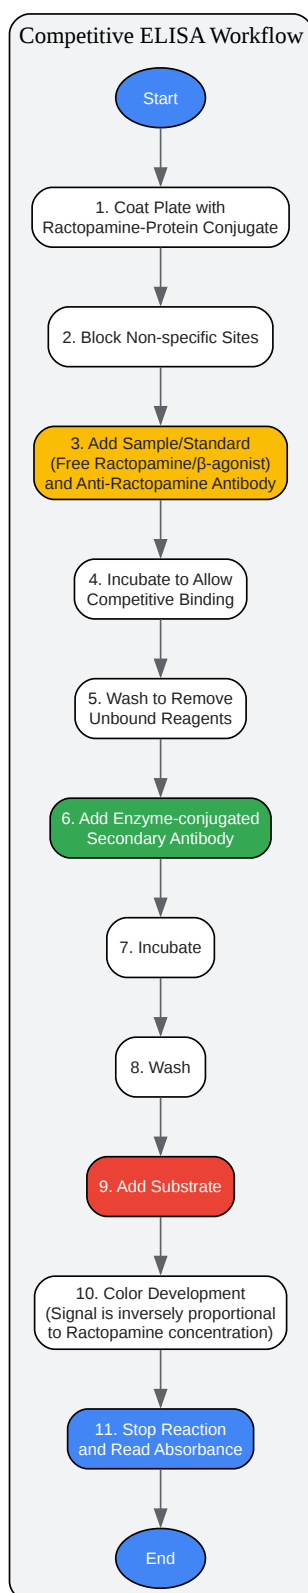 Competitive ELISA Workflow
Start
1. Coat Plate with
Ractopamine-Protein Conjugate
2. Block Non-specific Sites
3. Add Sample/Standard
(Free Ractopamine/β-agonist)
and Anti-Ractopamine Antibody
4. Incubate to Allow
Competitive Binding
5. Wash to Remove
Unbound Reagents
6. Add Enzyme-conjugated
Secondary Antibody
7. Incubate
8. Wash
9. Add Substrate
10. Color Development
(Signal is inversely proportional
to Ractopamine concentration)
11. Stop Reaction
and Read Absorbance
End